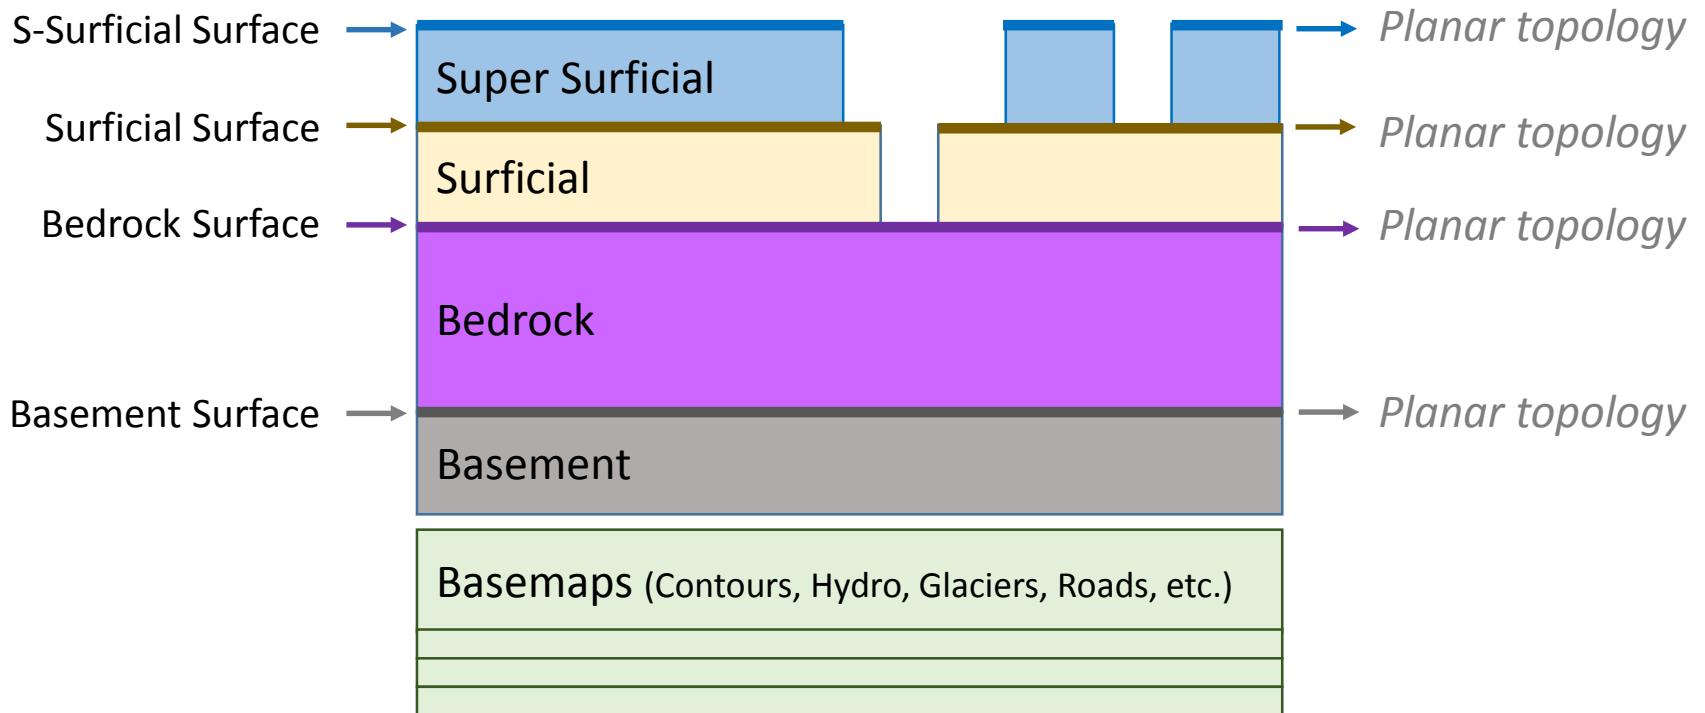 S-Surficial Surface
Super Surficial
Planar topology
Surficial Surface
Surficial
Planar topology
Bedrock Surface
Bedrock
Planar topology
Basement Surface
Basement
Planar topology
Basemaps (Contours, Hydro, Glaciers, Roads, etc.)